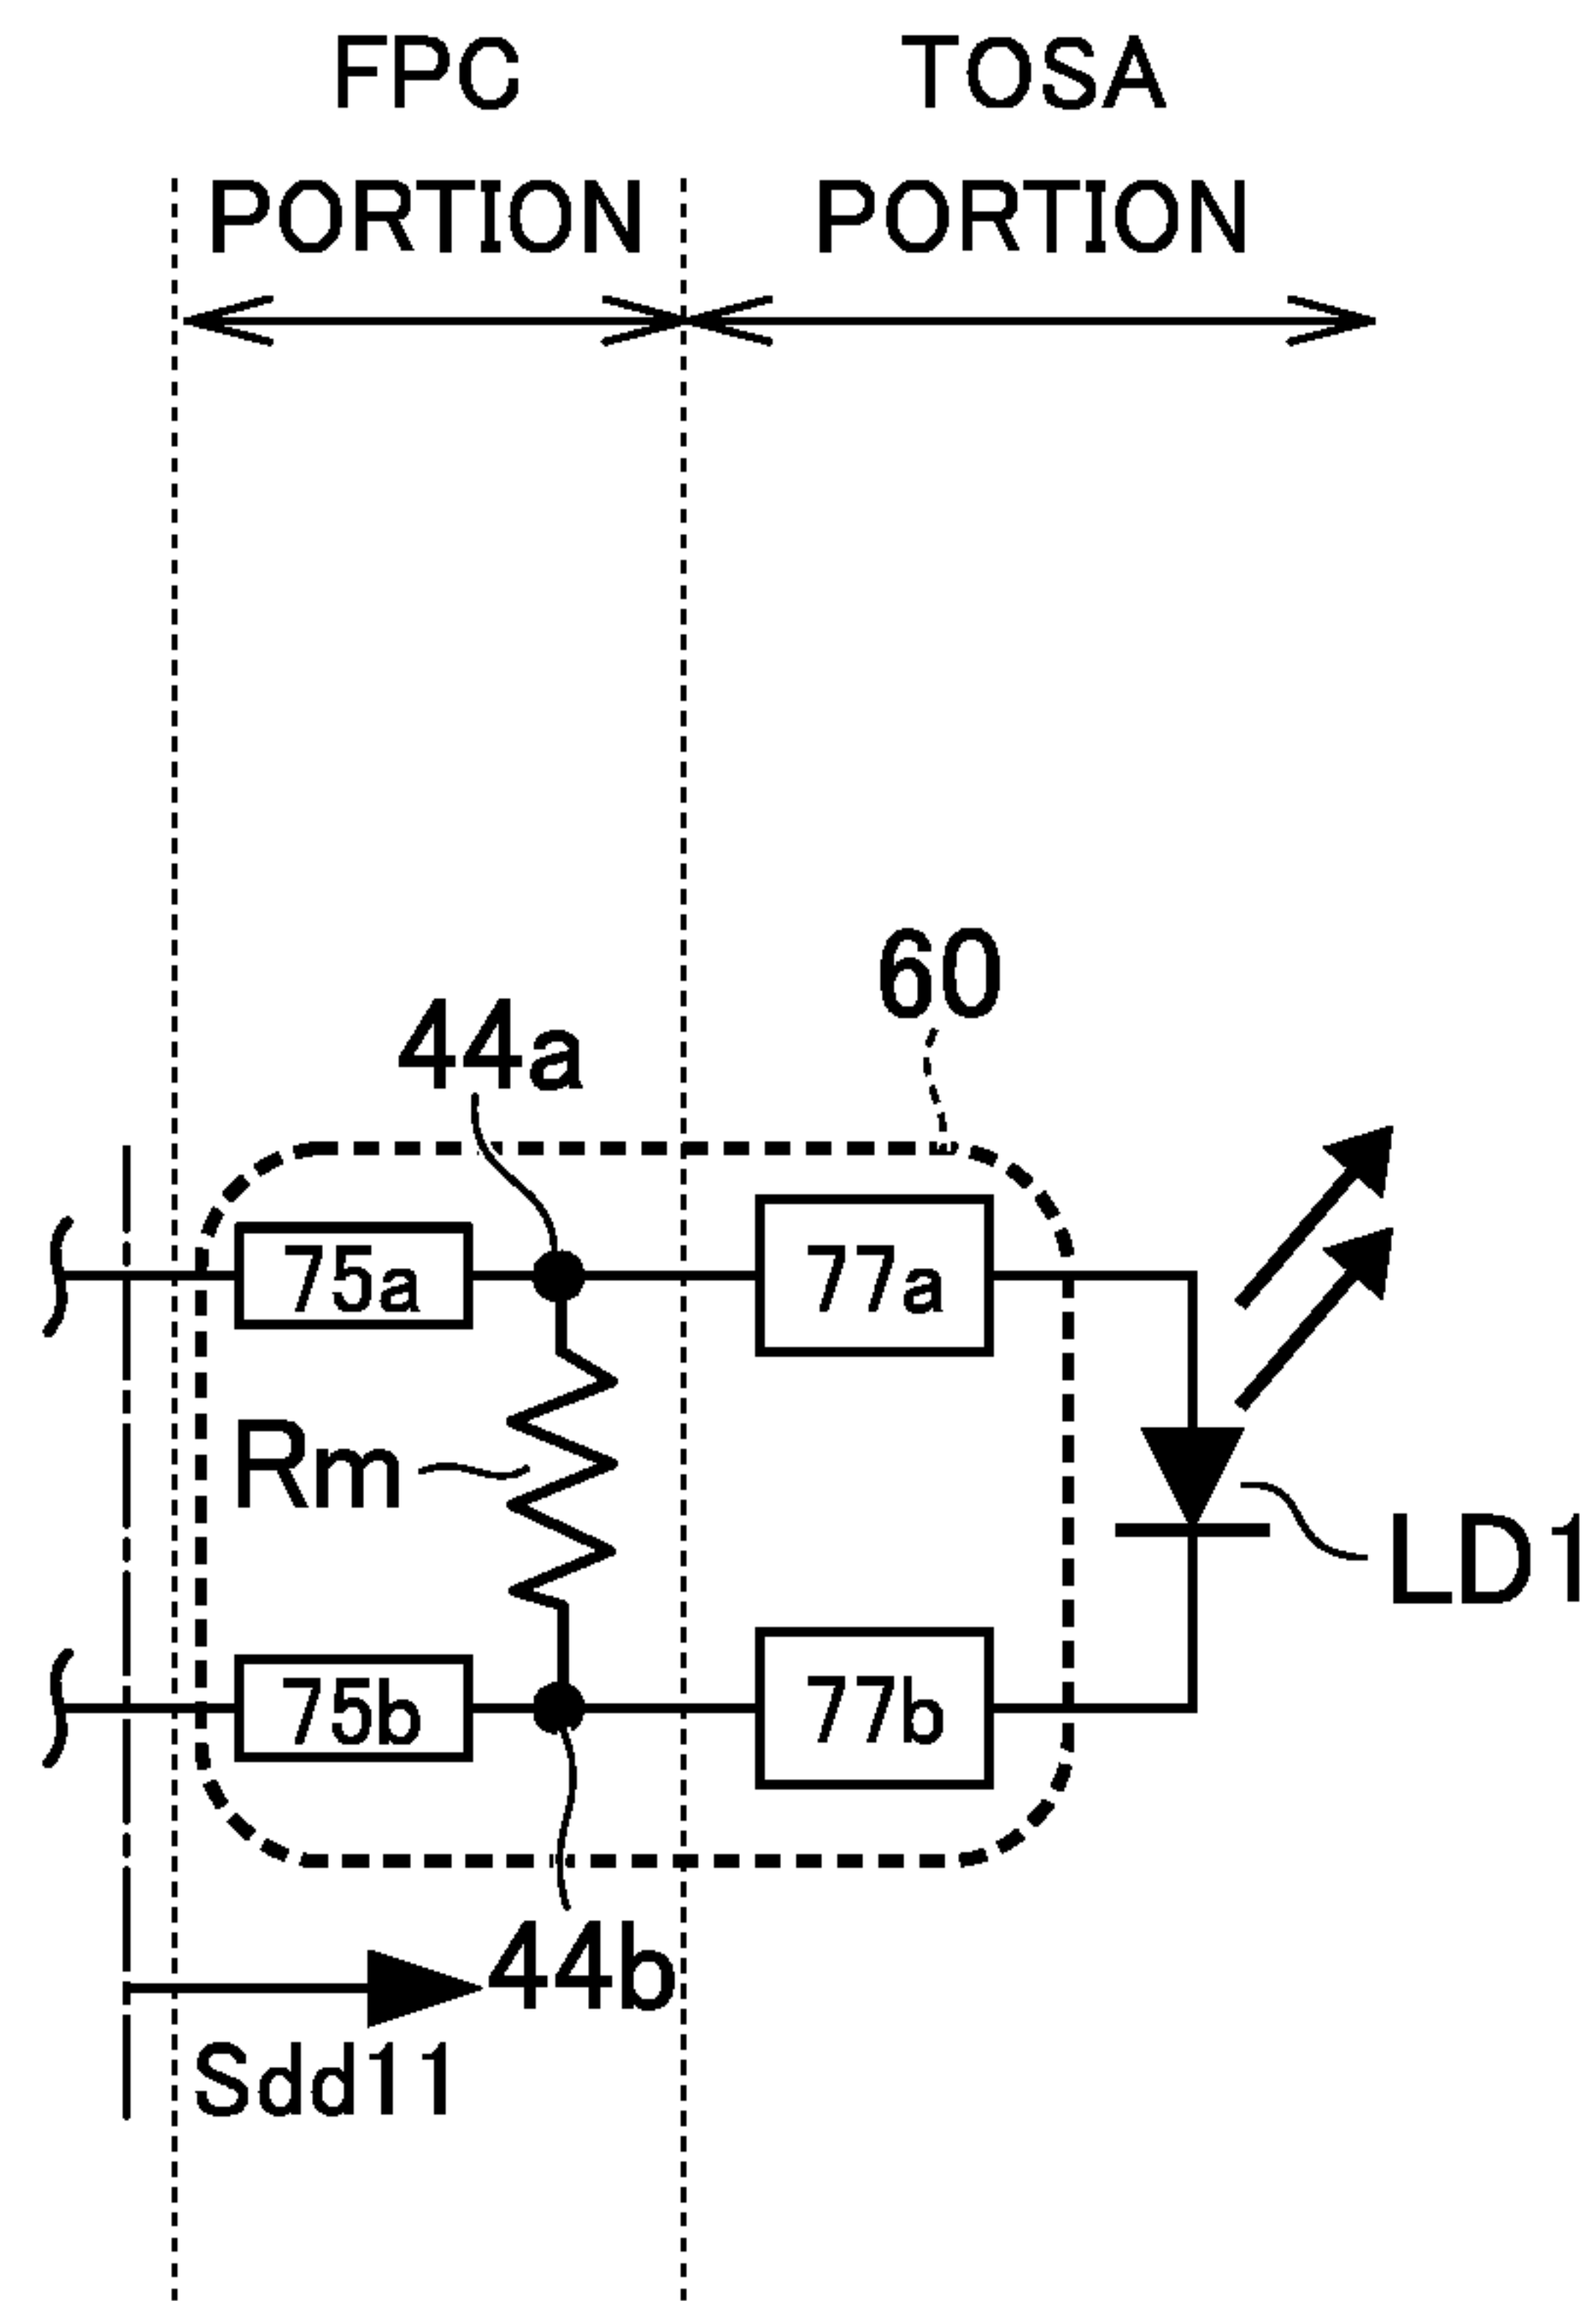 FPC
PORTION
TOSA
PORTION
60
44a
75a
77a
Rm
LD1
75b
77b
44b
Sdd11